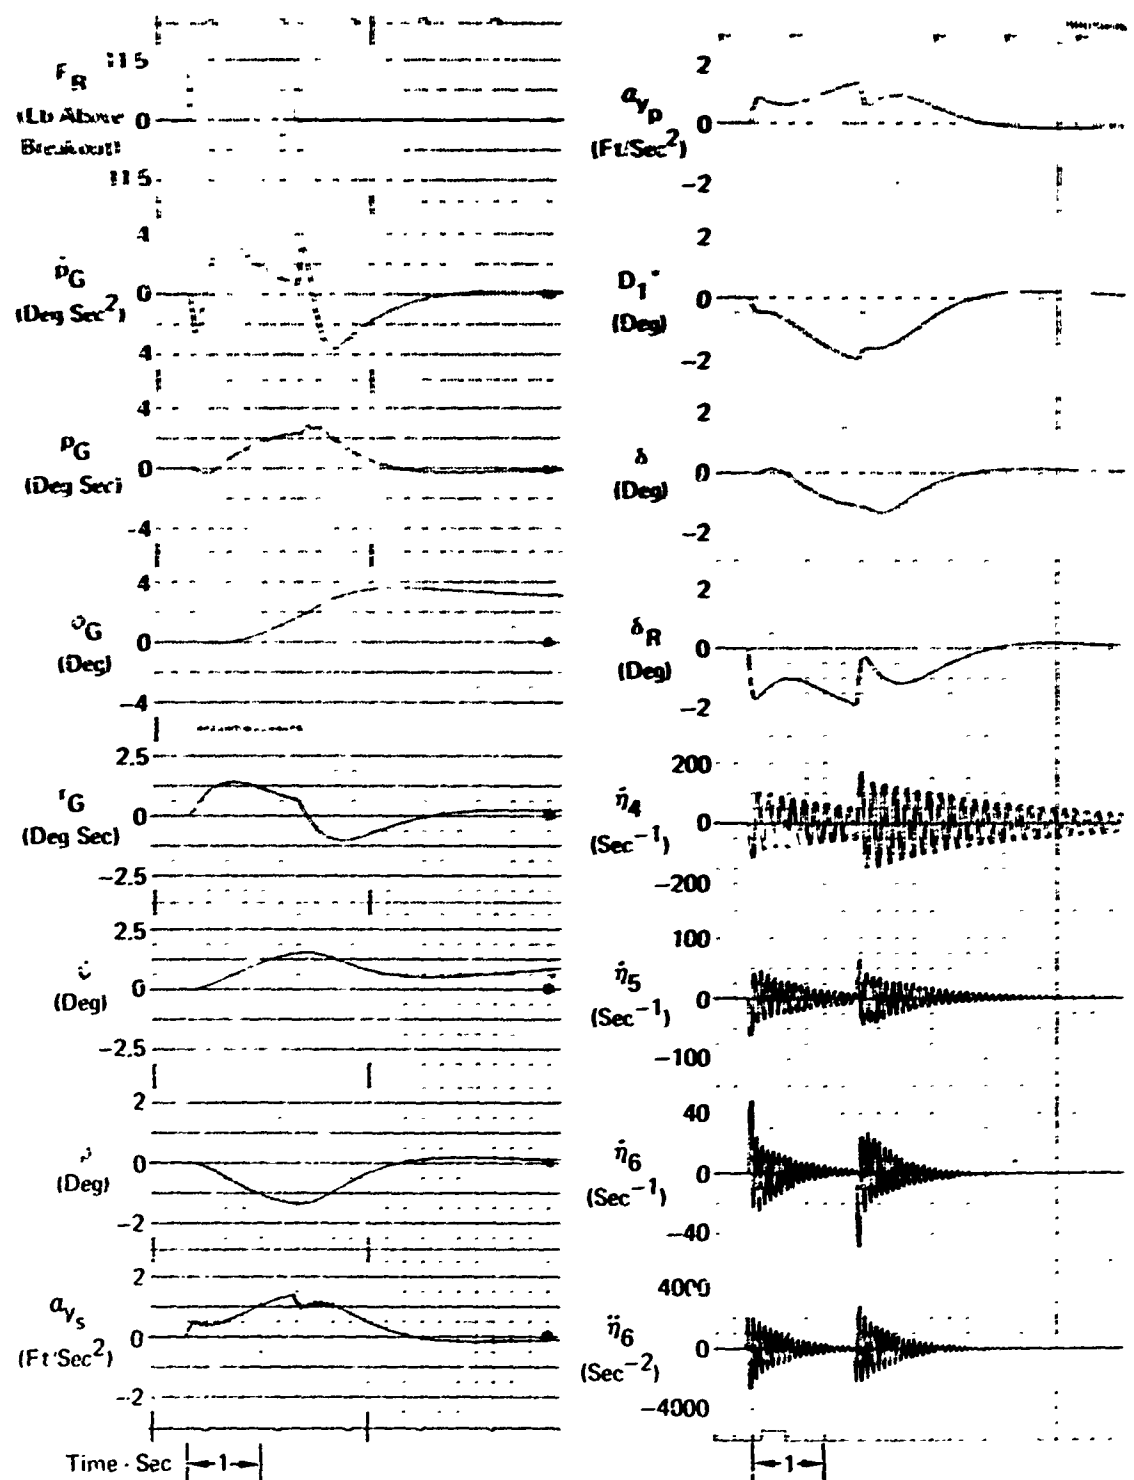 115
F_R
(Lb Above
Breakout)
0
115
4
ṗ_G
(Deg Sec²)
0
4
4
p_G
(Deg Sec)
0
-4
4
0
(Deg)
-4
2.5
r_G
(Deg Sec)
0
-2.5
2.5
(Deg)
0
-2.5
2
(Deg)
0
-2
2
a_{y_s}
(Ft/Sec²)
0
-2
Time · Sec
1
2
a_{y_p}
(Ft/Sec²)
0
-2
2
D_1*
(Deg)
0
-2
2
δ
(Deg)
0
-2
2
δ_R
(Deg)
0
-2
200
η̇_4
(Sec⁻¹)
0
-200
100
η̇_5
(Sec⁻¹)
0
-100
40
η̇_6
(Sec⁻¹)
0
-40
4000
η̈_6
(Sec⁻²)
0
-4000
1